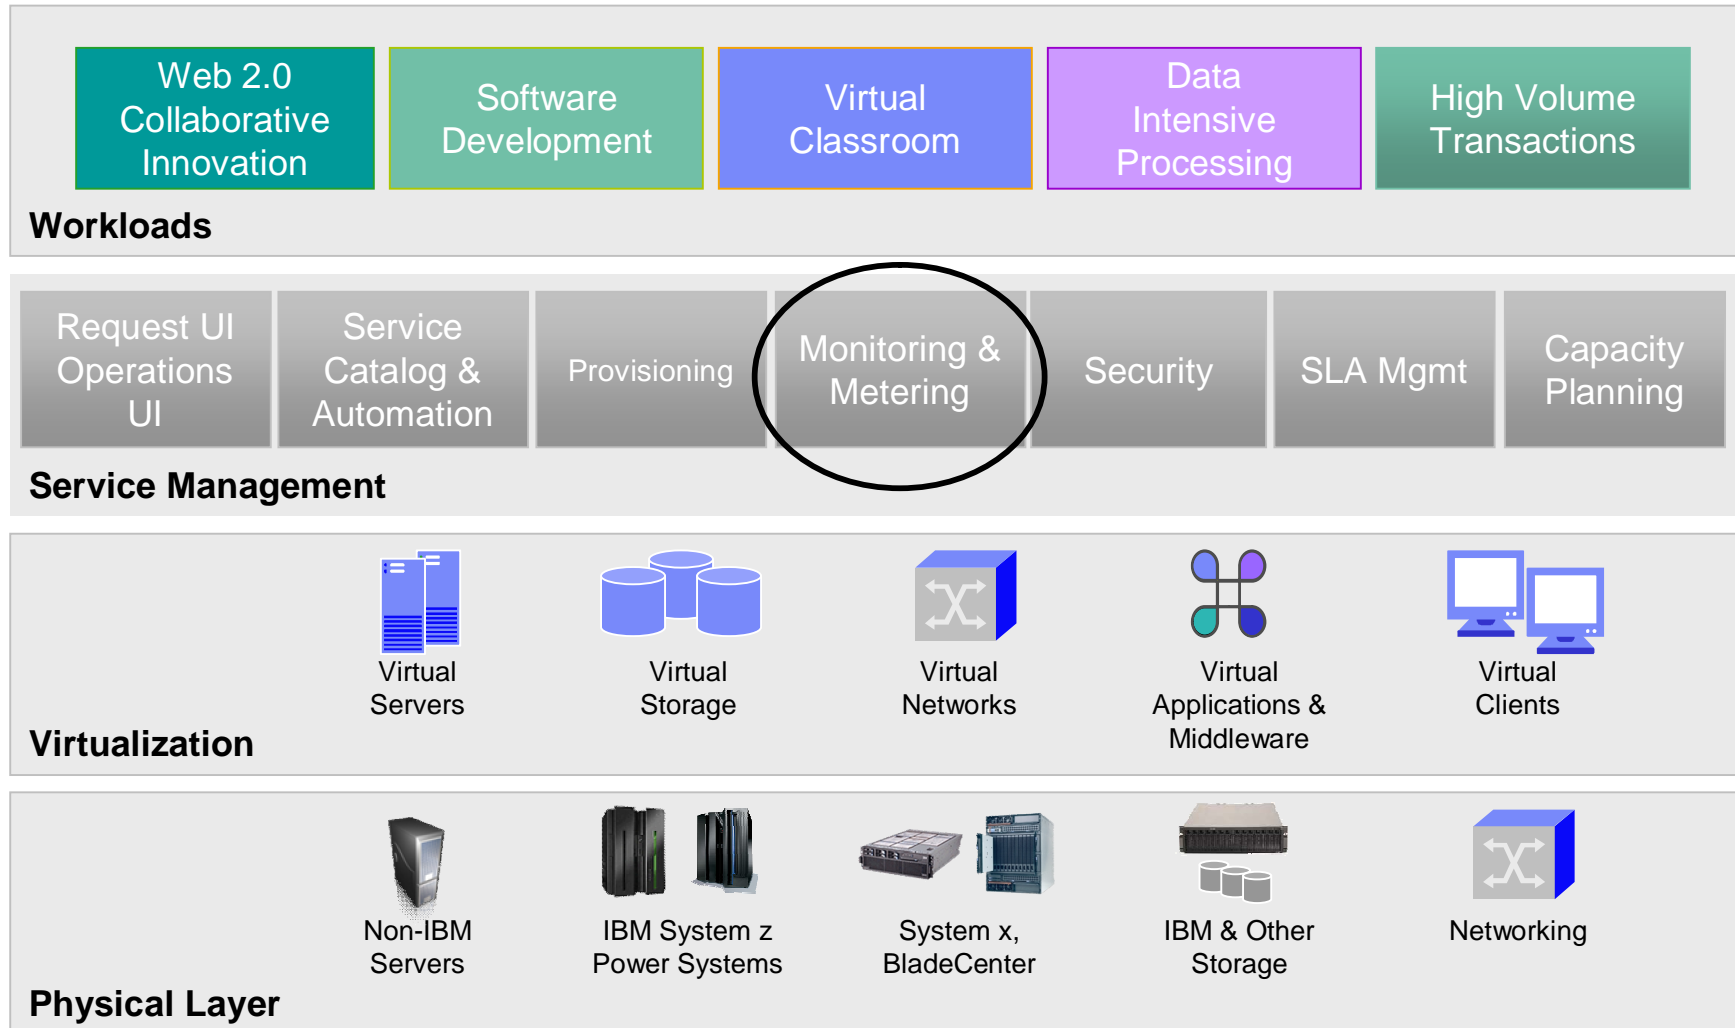 Web 2.0
Collaborative
Innovation
Software
Development
Virtual
Classroom
Data
Intensive
Processing
High Volume
Transactions
Workloads
Request UI
Operations
UI
Service
Catalog &
Automation
Provisioning
Monitoring &
Metering
Security
SLA Mgmt
Capacity
Planning
Service Management
Virtual
Servers
Virtual
Storage
Virtual
Networks
Virtual
Applications &
Middleware
Virtual
Clients
Virtualization
Non-IBM
Servers
IBM System z
Power Systems
System x,
BladeCenter
IBM & Other
Storage
Networking
Physical Layer